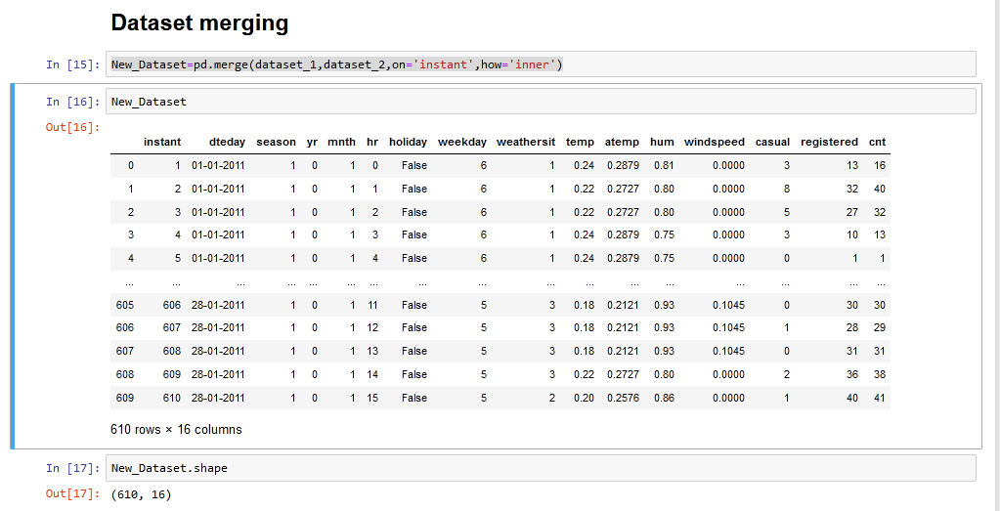 Dataset merging
In [15]: New_Dataset=pd.merge(dataset_1,dataset_2,on='instant',how='inner')
In [16]: New_Dataset
Out[16]:
instant dteday season yr mnth hr holiday weekday weathersit temp atemp hum windspeed casual registered cnt
0 1 01-01-2011 1 0 1 0 False 6 1 0.24 0.2879 0.81 0.0000 3 13 16
1 2 01-01-2011 1 0 1 1 False 6 1 0.22 0.2727 0.80 0.0000 8 32 40
2 3 01-01-2011 1 0 1 2 False 6 1 0.22 0.2727 0.80 0.0000 5 27 32
3 4 01-01-2011 1 0 1 3 False 6 1 0.24 0.2879 0.75 0.0000 3 10 13
4 5 01-01-2011 1 0 1 4 False 6 1 0.24 0.2879 0.75 0.0000 0 1 1
... ... ... ... ... ... ... ... ... ... ... ... ... ... ... ... ...
605 606 28-01-2011 1 0 1 11 False 5 3 0.18 0.2121 0.93 0.1045 0 30 30
606 607 28-01-2011 1 0 1 12 False 5 3 0.18 0.2121 0.93 0.1045 1 28 29
607 608 28-01-2011 1 0 1 13 False 5 3 0.18 0.2121 0.93 0.1045 0 31 31
608 609 28-01-2011 1 0 1 14 False 5 3 0.22 0.2727 0.80 0.0000 2 36 38
609 610 28-01-2011 1 0 1 15 False 5 2 0.20 0.2576 0.86 0.0000 1 40 41
610 rows × 16 columns
In [17]: New_Dataset.shape
Out[17]: (610, 16)